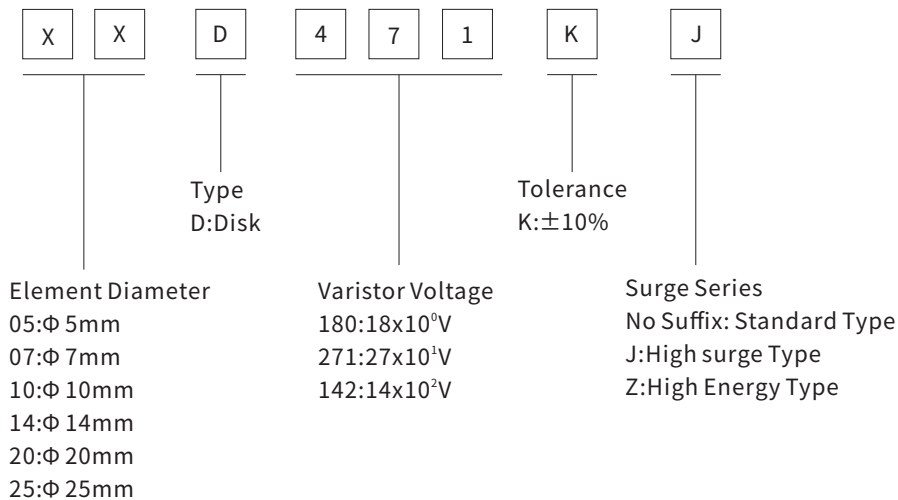 X X D 4 7 1 K J
Type
D:Disk
Tolerance
K:±10%
Element Diameter
05:Φ 5mm
07:Φ 7mm
10:Φ 10mm
14:Φ 14mm
20:Φ 20mm
25:Φ 25mm
Varistor Voltage
180:18x10⁰V
271:27x10¹V
142:14x10²V
Surge Series
No Suffix: Standard Type
J:High surge Type
Z:High Energy Type